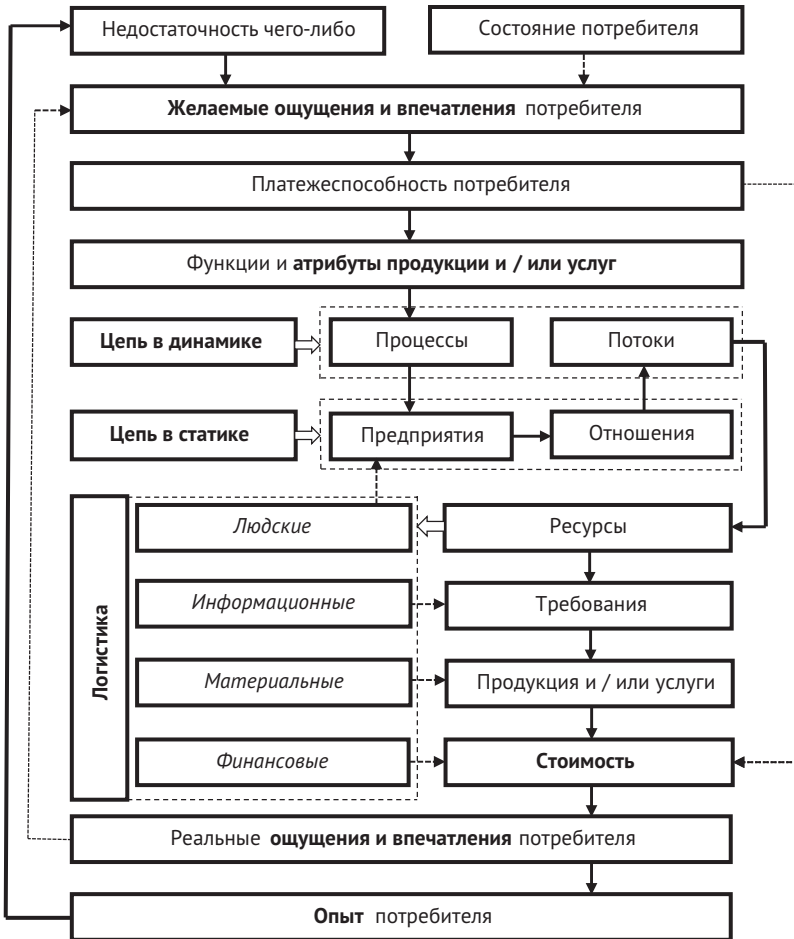 Недостаточность чего-либо
Состояние потребителя
Желаемые ощущения и впечатления потребителя
Платежеспособность потребителя
Функции и атрибуты продукции и / или услуг
Цепь в динамике
Процессы
Потоки
Цепь в статике
Предприятия
Отношения
Логистика
Людские
Ресурсы
Информационные
Требования
Материальные
Продукция и / или услуги
Финансовые
Стоимость
Реальные ощущения и впечатления потребителя
Опыт потребителя